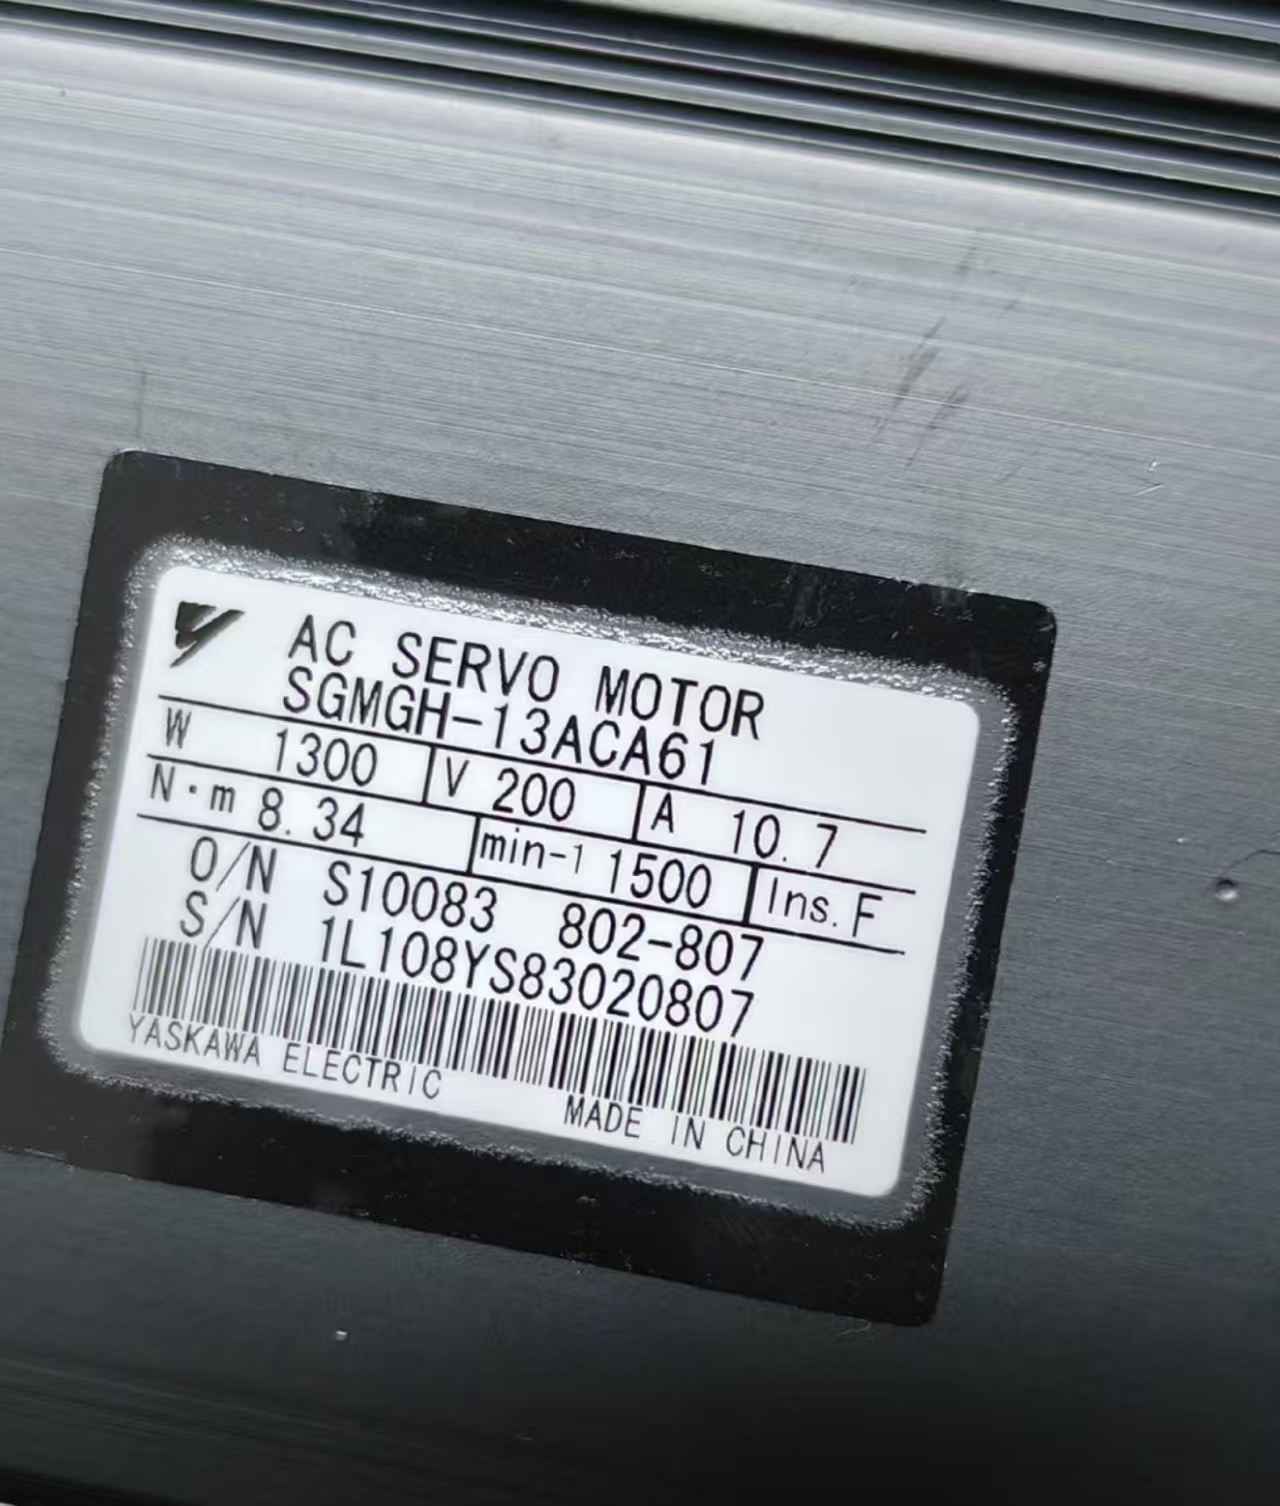 AC SERVO MOTOR
SGMGH-13ACA61
W 1300 V 200 A 10.7
N·m 8.34 min-1 1500 Ins. F
O/N S10083 802-807
S/N 1L108YS83020807
YASKAWA ELECTRIC
MADE IN CHINA